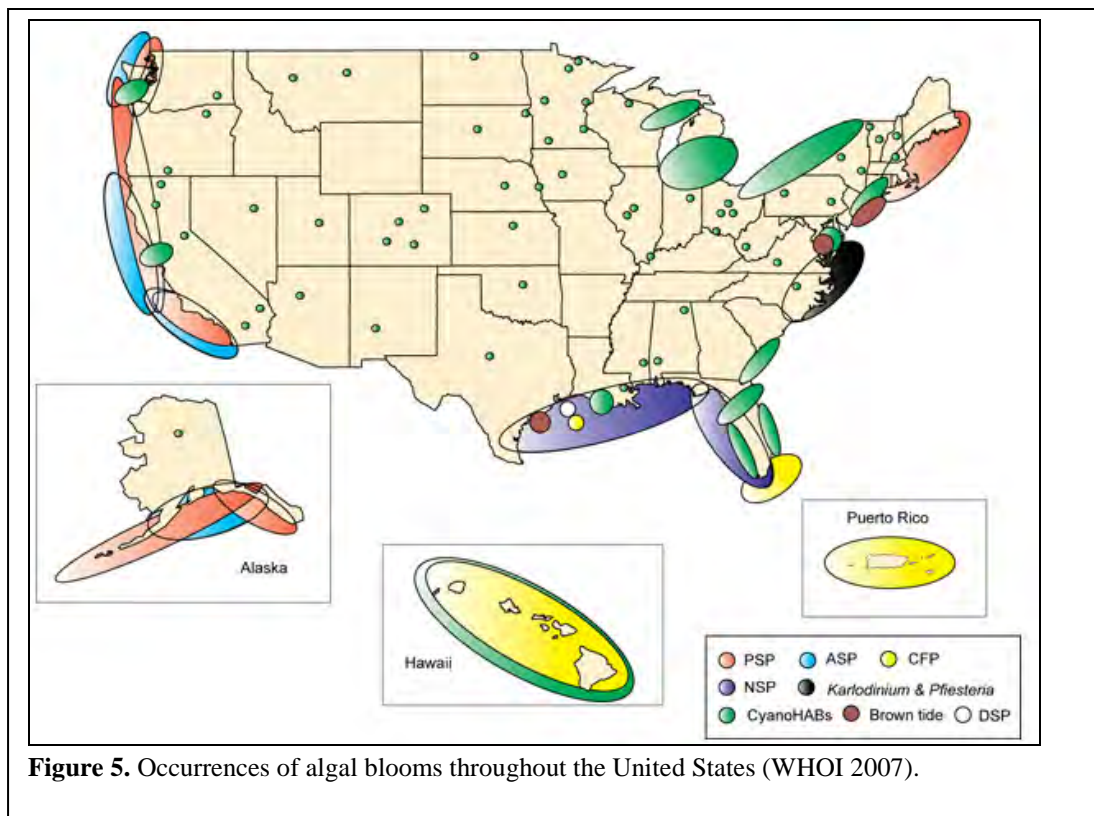 Alaska
Hawaii
Puerto Rico
PSP ASP CFP
NSP Karlodinium & Pfiesteria
CyanoHABs Brown tide DSP
Figure 5. Occurrences of algal blooms throughout the United States (WHOI 2007).